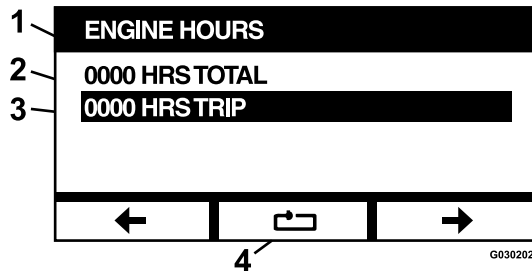 1
ENGINE HOURS
2
0000 HRS TOTAL
3
0000 HRS TRIP
4
G030202